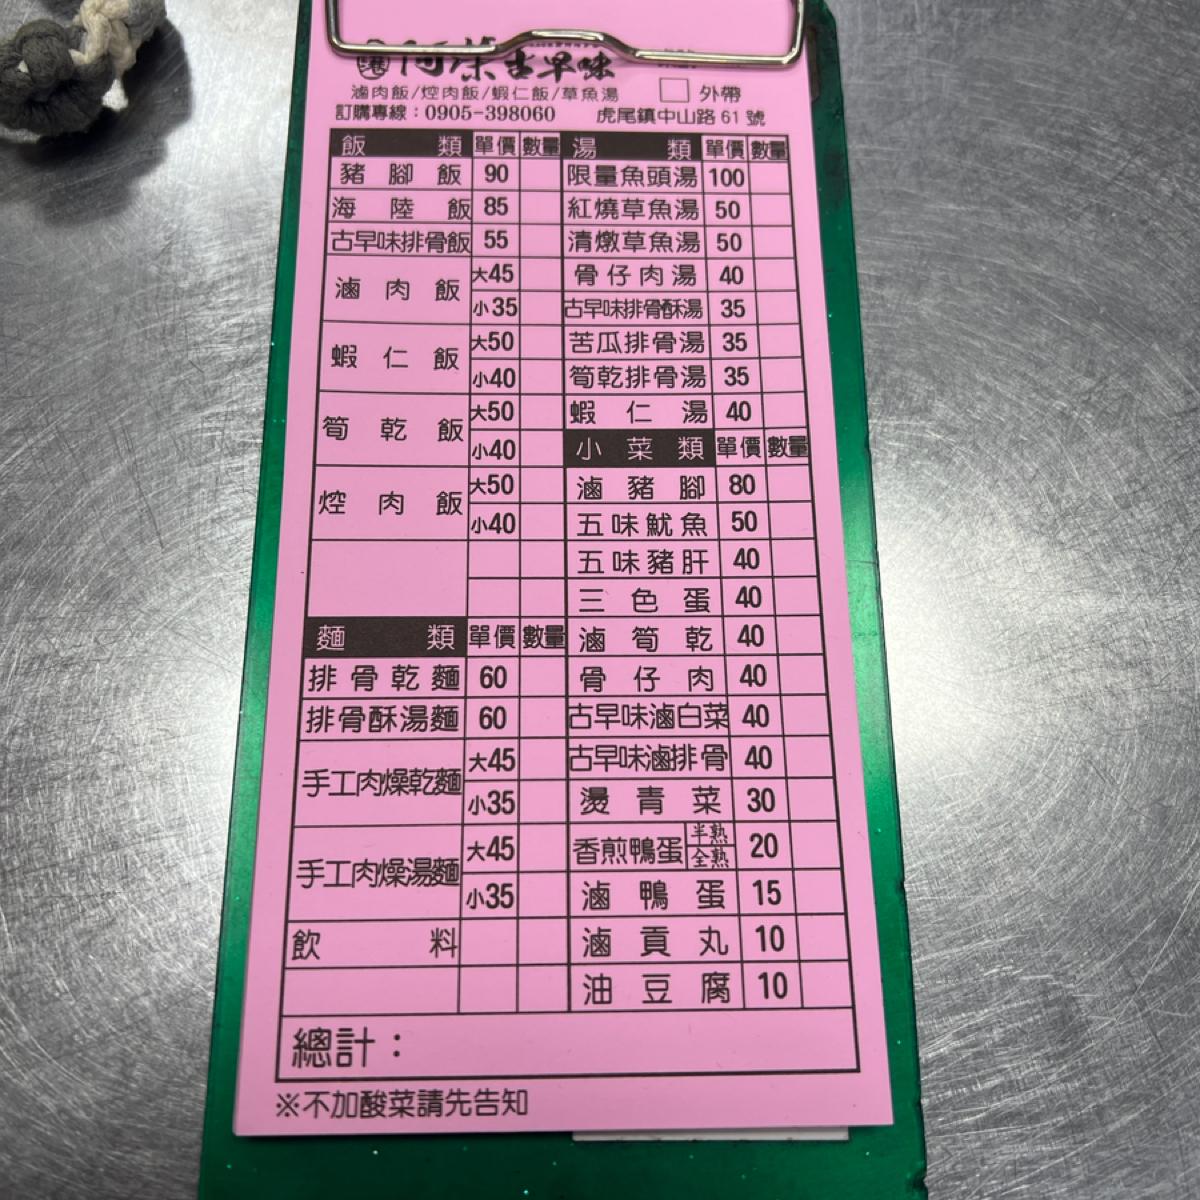 港 阿榮古早味
滷肉飯/焢肉飯/蝦仁飯/草魚湯 □ 外帶
訂購專線：0905-398060 虎尾鎮中山路61號
飯類 單價 數量
豬腳飯 90
海陸飯 85
古早味排骨飯 55
滷肉飯 大45
小35
蝦仁飯 大50
小40
筍乾飯 大50
小40
焢肉飯 大50
小40
麵類 單價 數量
排骨乾麵 60
排骨酥湯麵 60
手工肉燥乾麵 大45
小35
手工肉燥湯麵 大45
小35
飲料
湯類 單價 數量
限量魚頭湯 100
紅燒草魚湯 50
清燉草魚湯 50
骨仔肉湯 40
古早味排骨酥湯 35
苦瓜排骨湯 35
筍乾排骨湯 35
蝦仁湯 40
小菜類 單價 數量
滷豬腳 80
五味魷魚 50
五味豬肝 40
三色蛋 40
滷筍乾 40
骨仔肉 40
古早味滷白菜 40
古早味滷排骨 40
燙青菜 30
香煎鴨蛋 半熟 全熟 20
滷鴨蛋 15
滷貢丸 10
油豆腐 10
總計：
※不加酸菜請先告知